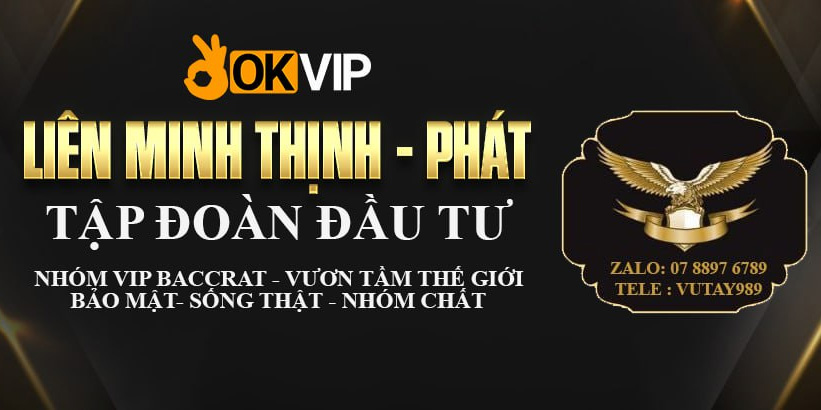 OKVIP
LIÊN MINH THỊNH - PHÁT
TẬP ĐOÀN ĐẦU TƯ
NHÓM VIP BACCRAT - VƯƠN TẦM THẾ GIỚI
BẢO MẬT- SỐNG THẬT - NHÓM CHẤT
ZALO: 07 8897 6789
TELE : VUTAY989